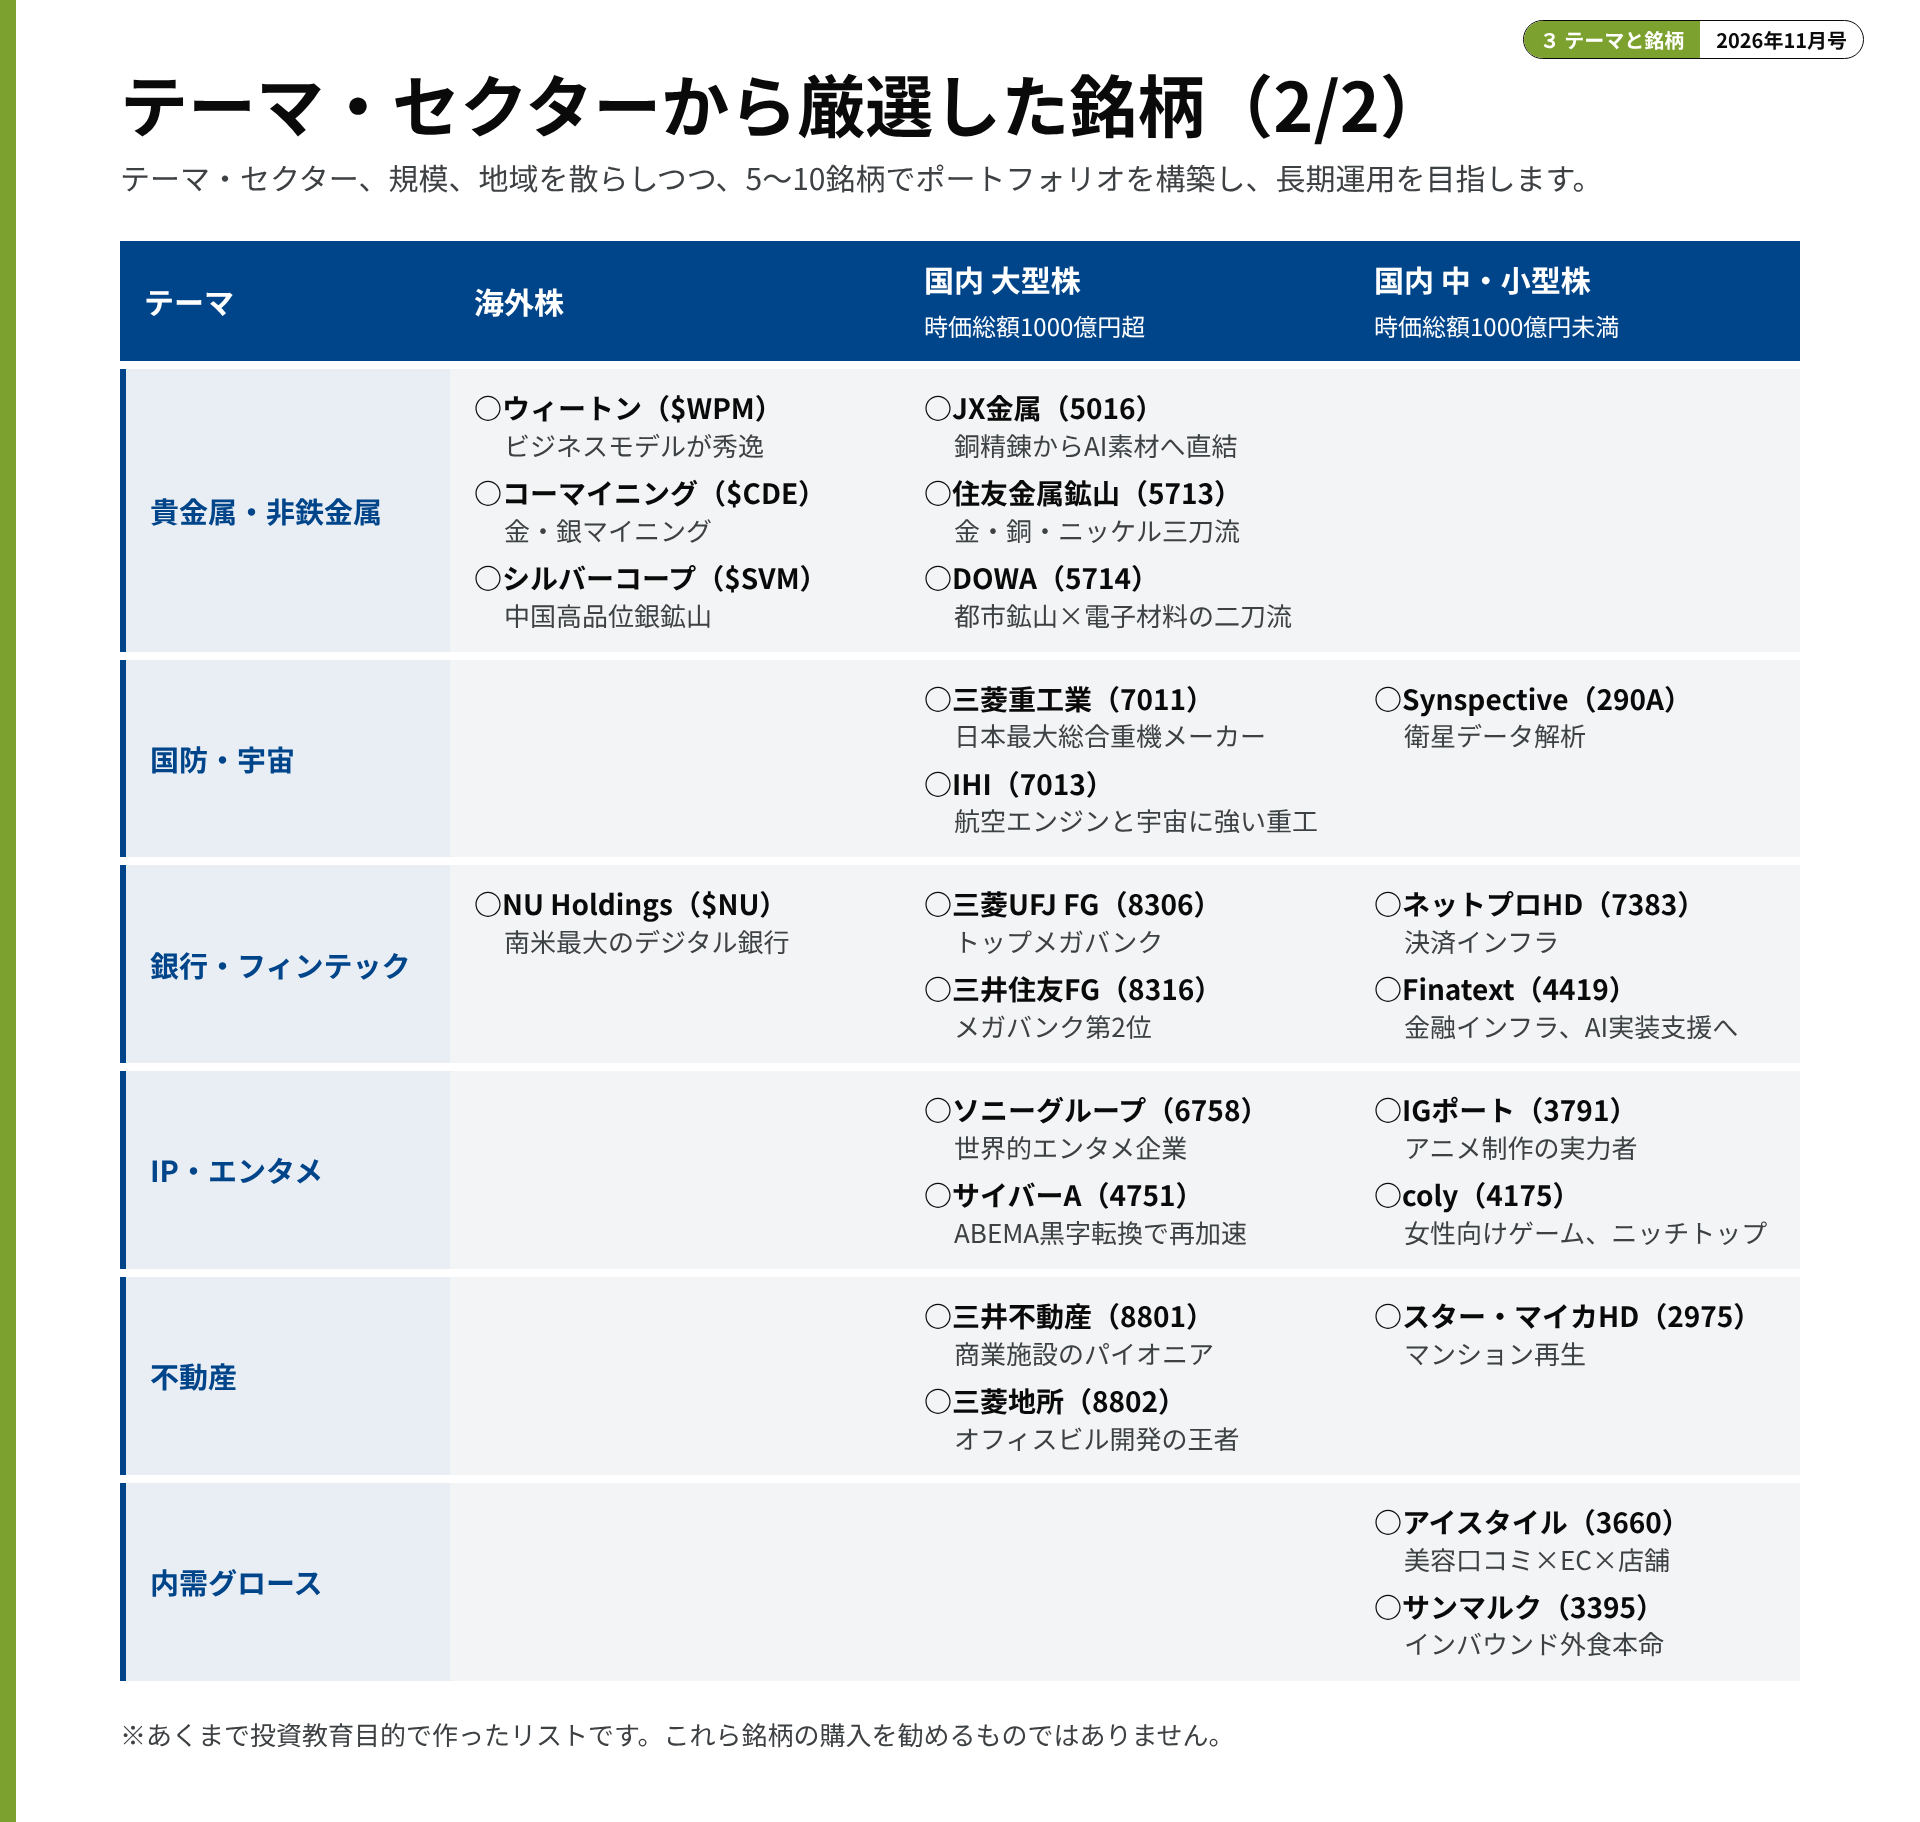 3 テーマと銘柄 2026年11月号
テーマ・セクターから厳選した銘柄（2/2）
テーマ・セクター、規模、地域を散らしつつ、5〜10銘柄でポートフォリオを構築し、長期運用を目指します。
テーマ
海外株
国内 大型株
時価総額1000億円超
国内 中・小型株
時価総額1000億円未満
貴金属・非鉄金属
○ウィートン（$WPM）
ビジネスモデルが秀逸
○コーマイニング（$CDE）
金・銀マイニング
○シルバーコープ（$SVM）
中国高品位銀鉱山
○JX金属（5016）
銅精錬からAI素材へ直結
○住友金属鉱山（5713）
金・銅・ニッケル三刀流
○DOWA（5714）
都市鉱山×電子材料の二刀流
国防・宇宙
○三菱重工業（7011）
日本最大総合重機メーカー
○IHI（7013）
航空エンジンと宇宙に強い重工
○Synspective（290A）
衛星データ解析
銀行・フィンテック
○NU Holdings（$NU）
南米最大のデジタル銀行
○三菱UFJ FG（8306）
トップメガバンク
○三井住友FG（8316）
メガバンク第2位
○ネットプロHD（7383）
決済インフラ
○Finatext（4419）
金融インフラ、AI実装支援へ
IP・エンタメ
○ソニーグループ（6758）
世界的エンタメ企業
○サイバーA（4751）
ABEMA黒字転換で再加速
○IGポート（3791）
アニメ制作の実力者
○coly（4175）
女性向けゲーム、ニッチトップ
不動産
○三井不動産（8801）
商業施設のパイオニア
○三菱地所（8802）
オフィスビル開発の王者
○スター・マイカHD（2975）
マンション再生
内需グロース
○アイスタイル（3660）
美容口コミ×EC×店舗
○サンマルク（3395）
インバウンド外食本命
※あくまで投資教育目的で作ったリストです。これら銘柄の購入を勧めるものではありません。